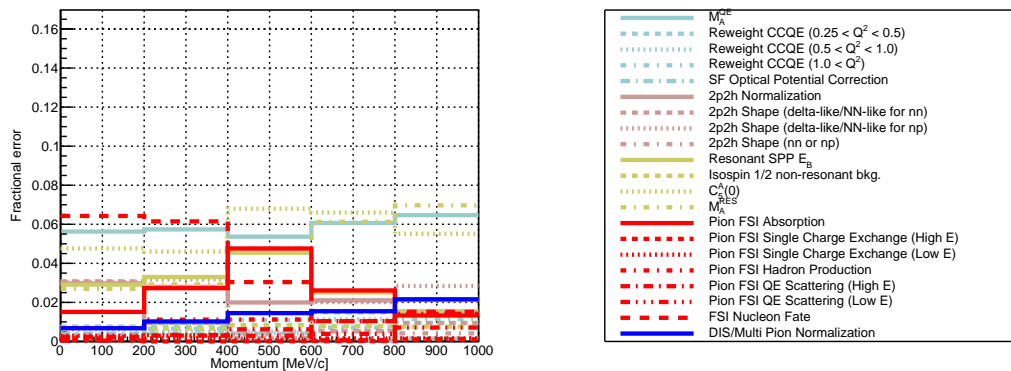 Fractional error
0.16
0.14
0.12
0.1
0.08
0.06
0.04
0.02
0
0 100 200 300 400 500 600 700 800 900 1000
Momentum [MeV/c]
M_A^QE
Reweight CCQE (0.25 < Q² < 0.5)
Reweight CCQE (0.5 < Q² < 1.0)
Reweight CCQE (1.0 < Q²)
SF Optical Potential Correction
2p2h Normalization
2p2h Shape (delta-like/NN-like for nn)
2p2h Shape (delta-like/NN-like for np)
2p2h Shape (nn or np)
Resonant SPP E_B
Isospin 1/2 non-resonant bkg.
C_5^A(0)
M_A^RES
Pion FSI Absorption
Pion FSI Single Charge Exchange (High E)
Pion FSI Single Charge Exchange (Low E)
Pion FSI Hadron Production
Pion FSI QE Scattering (High E)
Pion FSI QE Scattering (Low E)
FSI Nucleon Fate
DIS/Multi Pion Normalization